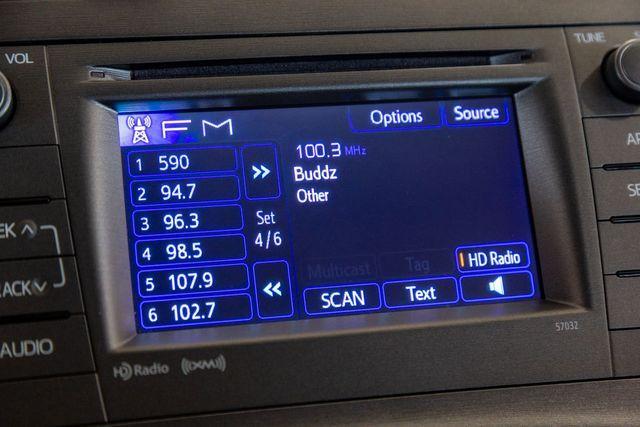 VOL
TUNE
FM
Options
Source
1 590
2 94.7
3 96.3
4 98.5
5 107.9
6 102.7
>>
Set
4/6
<<
100.3 MHz
Buddz
Other
Multicast
Tag
HD Radio
SCAN
Text
57032
HD Radio
((XM))
AUDIO